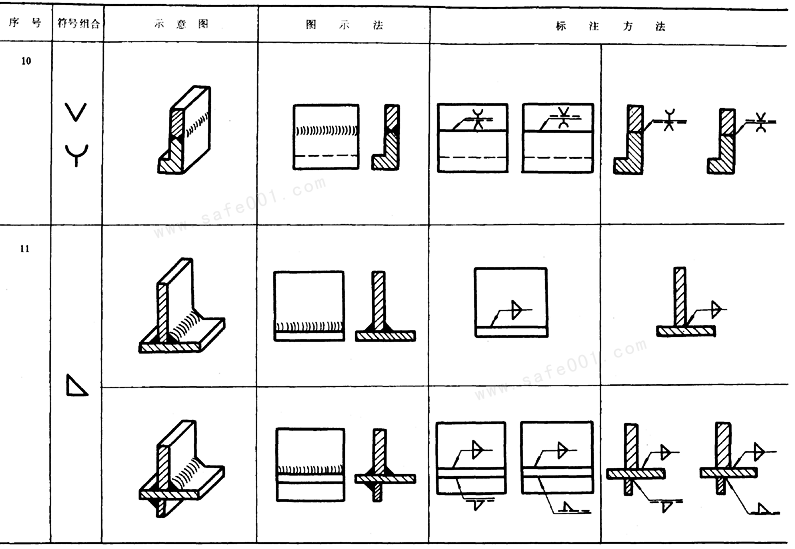 序 号 符号组合 示 意 图 图 示 法 标 注 方 法
10
www.safe001.com
11
www.safe001.com